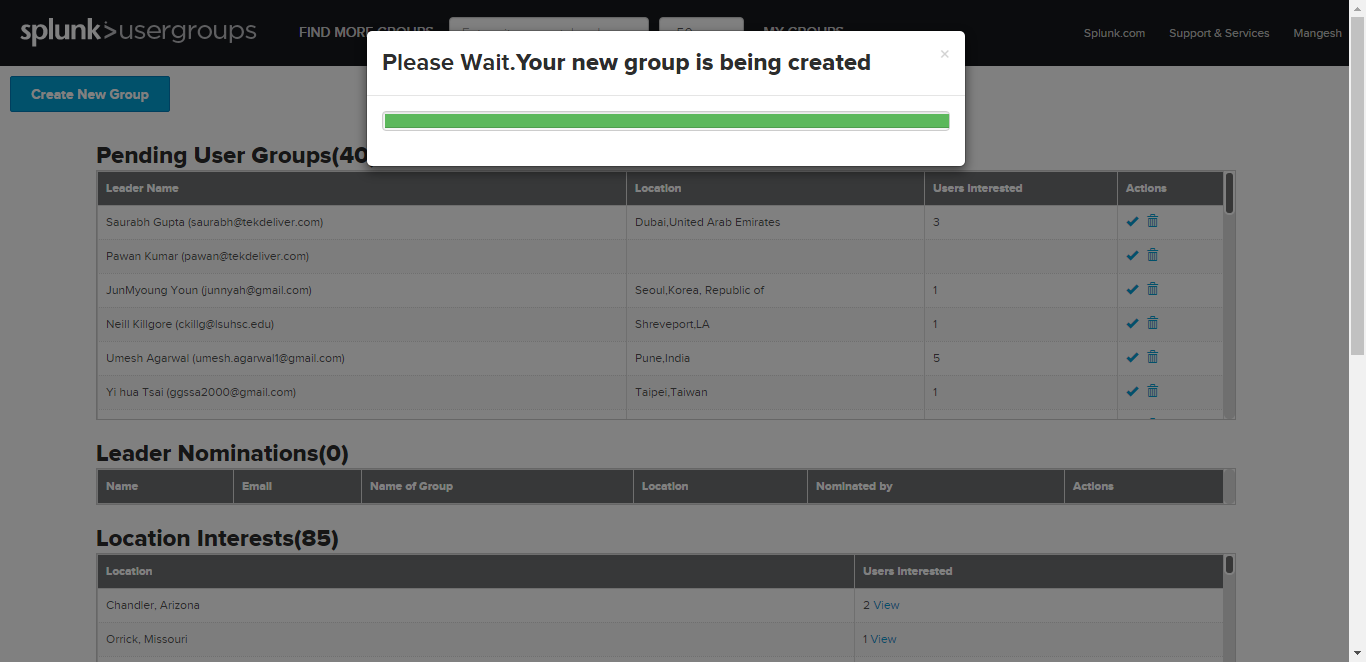 splunk>usergroups FIND MORE GROUPS MY GROUPS Splunk.com Support & Services Mangesh
Please Wait.Your new group is being created ×
Create New Group
Pending User Groups(40
Leader Name Location Users Interested Actions
Saurabh Gupta (saurabh@tekdeliver.com) Dubai,United Arab Emirates 3
Pawan Kumar (pawan@tekdeliver.com)
JunMyoung Youn (junnyah@gmail.com) Seoul,Korea, Republic of 1
Neill Killgore (ckillg@lsuhsc.edu) Shreveport,LA 1
Umesh Agarwal (umesh.agarwal1@gmail.com) Pune,India 5
Yi hua Tsai (ggssa2000@gmail.com) Taipei,Taiwan 1
Leader Nominations(0)
Name Email Name of Group Location Nominated by Actions
Location Interests(85)
Location Users Interested
Chandler, Arizona 2 View
Orrick, Missouri 1 View